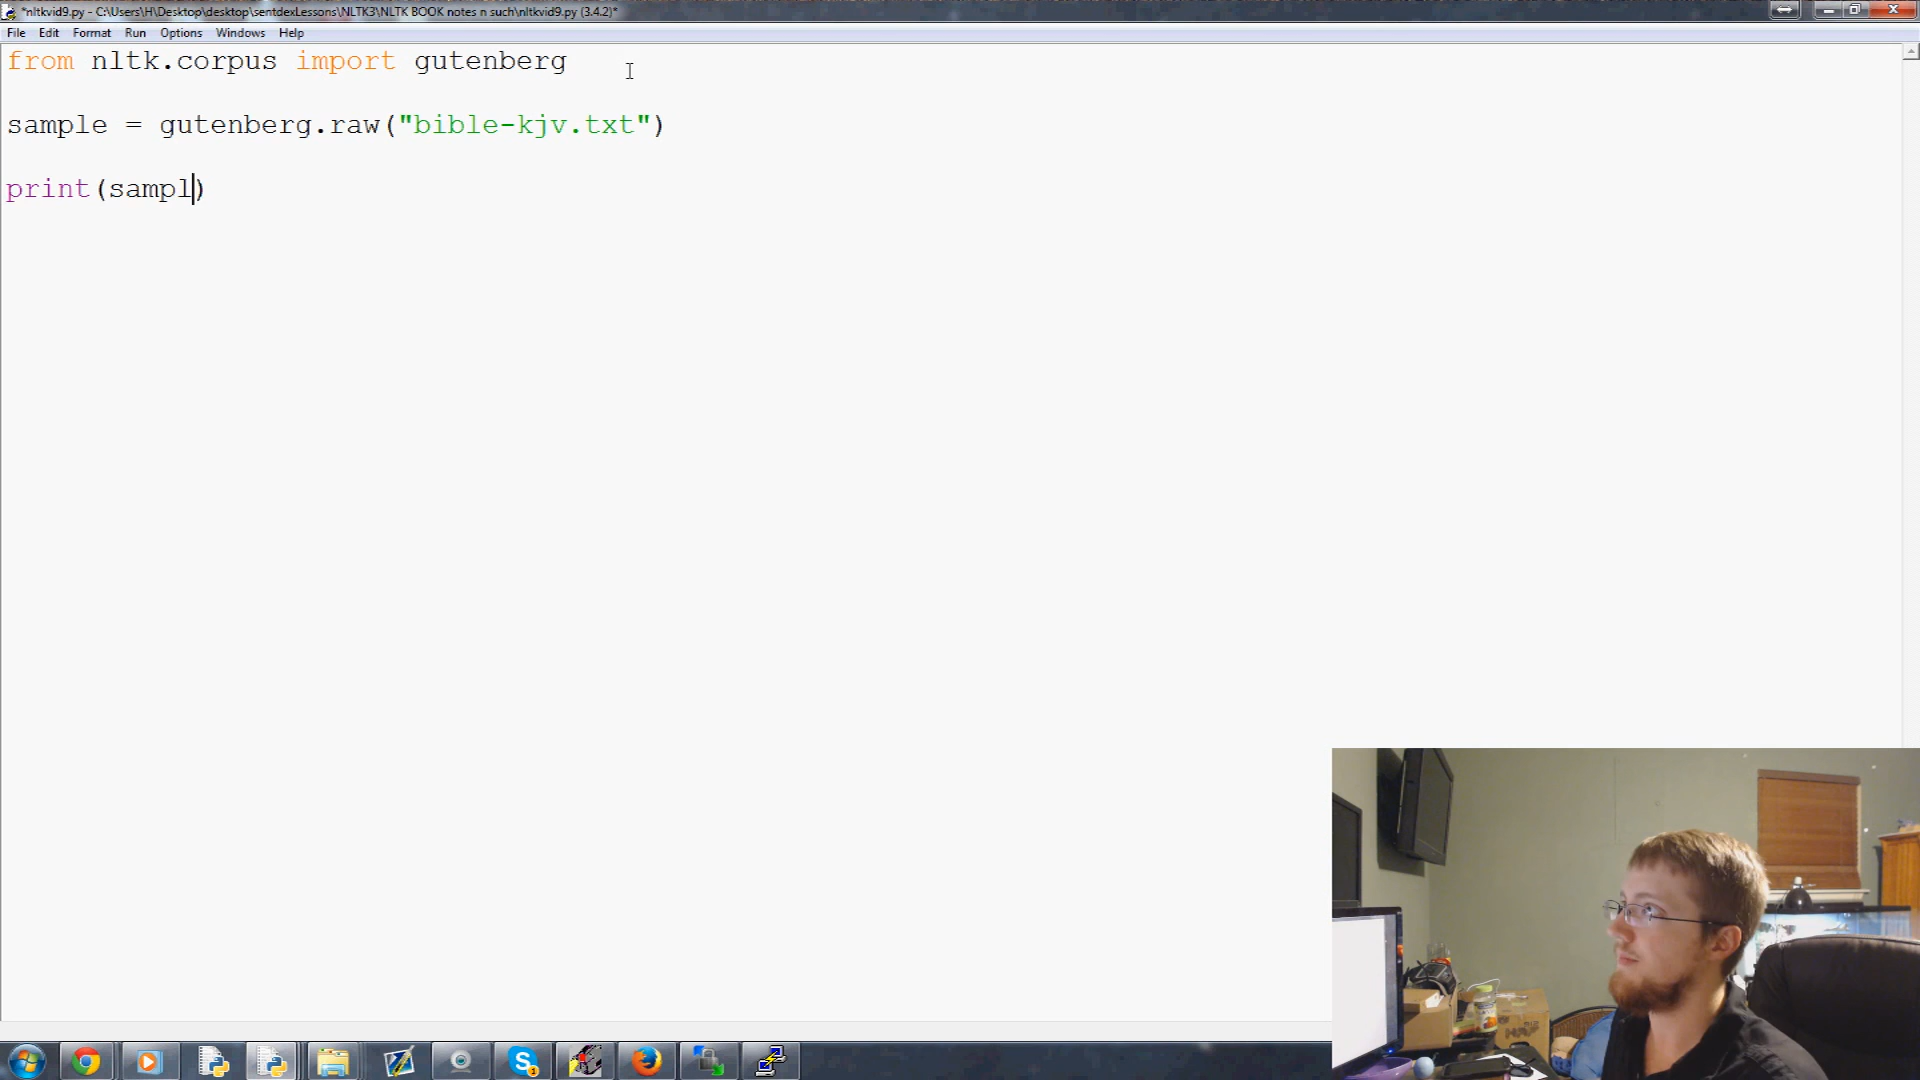 *nltkvid9.py - C:\Users\H\Desktop\desktop\sentdexLessons\NLTK3\NLTK BOOK notes n such\nltkvid9.py (3.4.2)*
File Edit Format Run Options Windows Help
from nltk.corpus import gutenberg
sample = gutenberg.raw("bible-kjv.txt")
print(sampl)